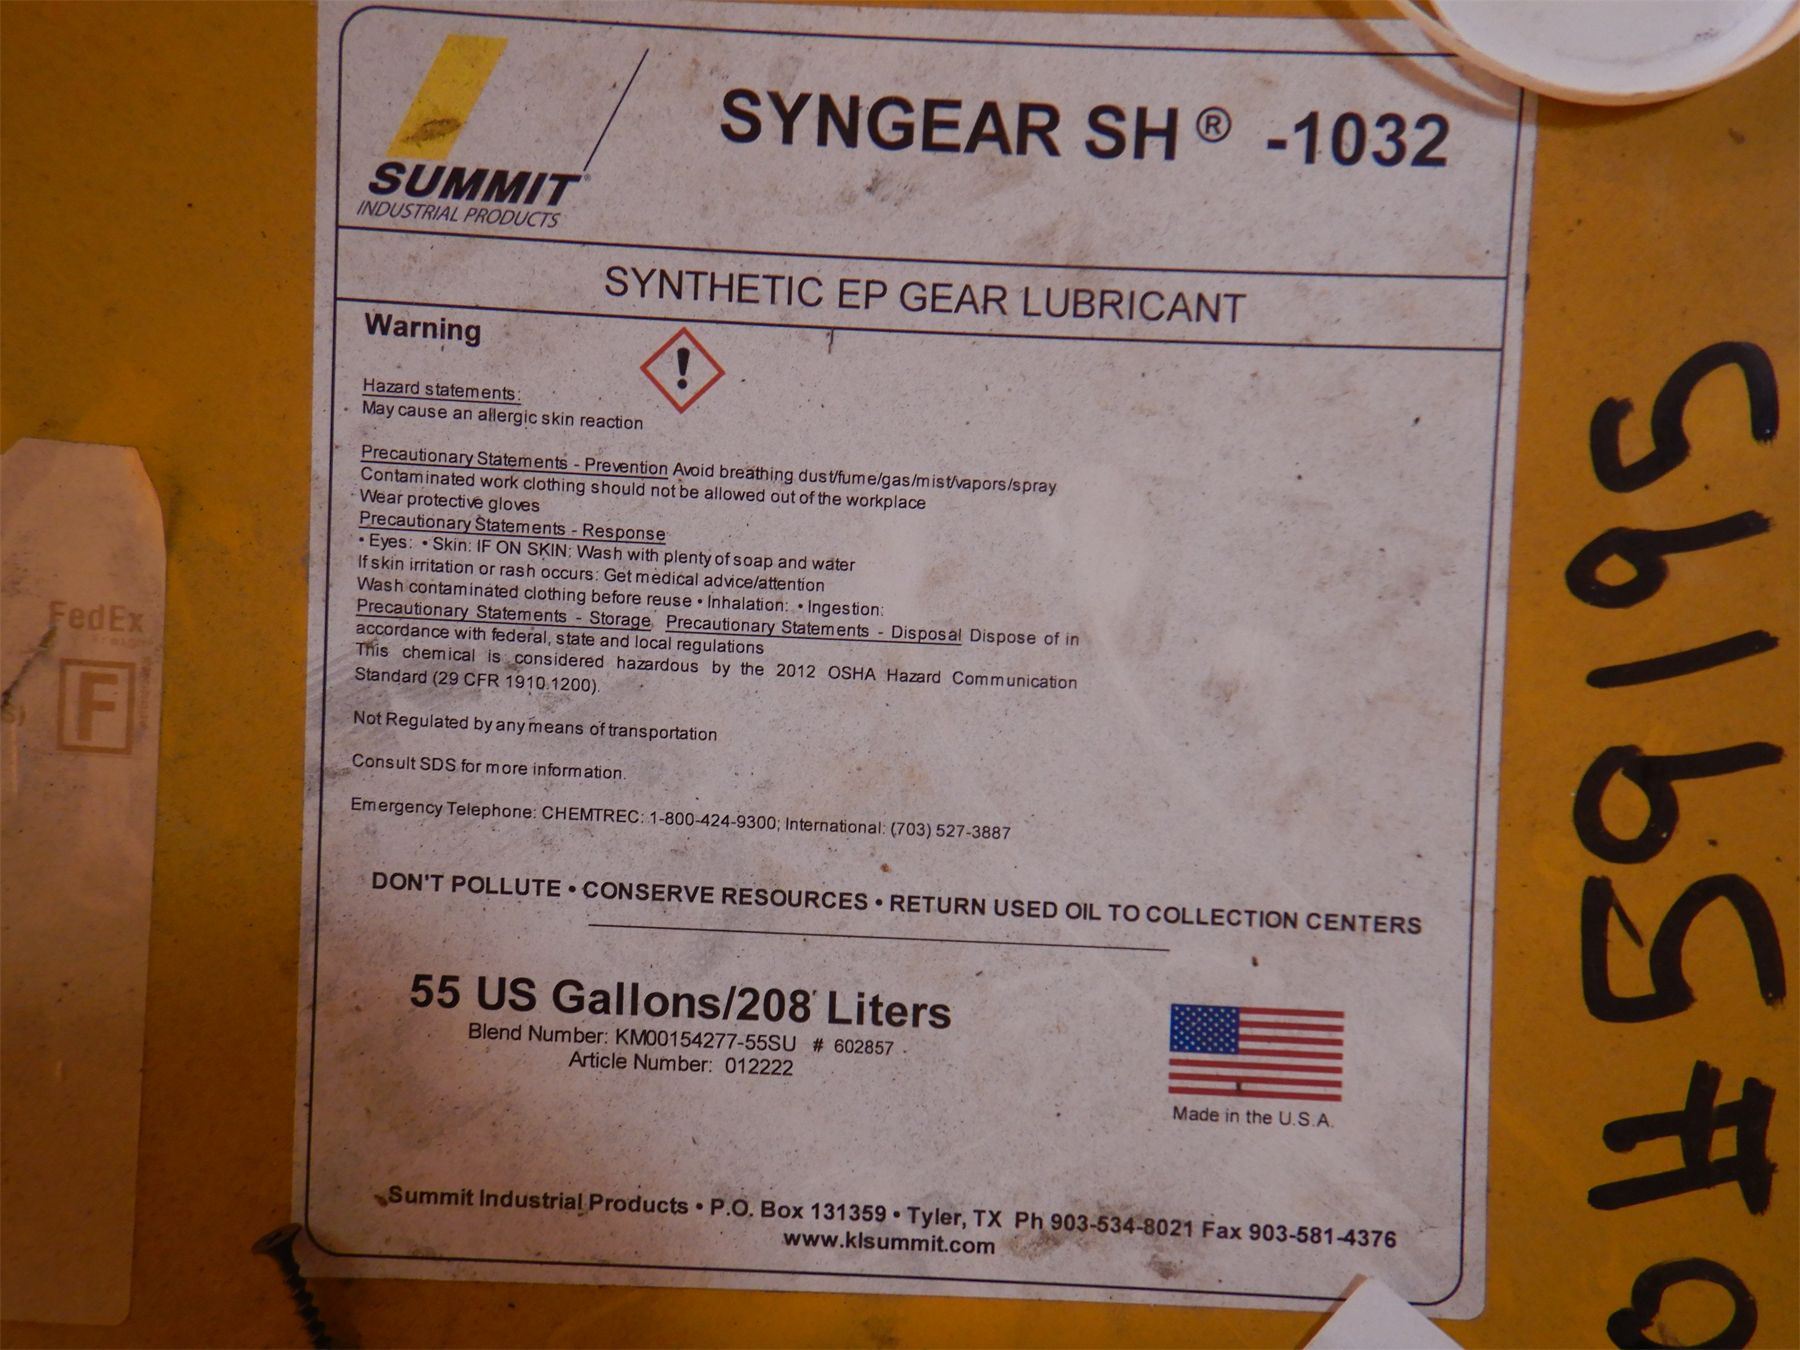 SUMMIT®
INDUSTRIAL PRODUCTS
SYNGEAR SH® -1032
SYNTHETIC EP GEAR LUBRICANT
Warning
!
Hazard statements:
May cause an allergic skin reaction
Precautionary Statements - Prevention Avoid breathing dust/fume/gas/mist/vapors/spray
Contaminated work clothing should not be allowed out of the workplace
Wear protective gloves
Precautionary Statements - Response
• Eyes: • Skin: IF ON SKIN: Wash with plenty of soap and water
If skin irritation or rash occurs: Get medical advice/attention
Wash contaminated clothing before reuse • Inhalation: • Ingestion:
Precautionary Statements - Storage Precautionary Statements - Disposal Dispose of in
accordance with federal, state and local regulations
This chemical is considered hazardous by the 2012 OSHA Hazard Communication
Standard (29 CFR 1910.1200).
Not Regulated by any means of transportation
Consult SDS for more information.
Emergency Telephone: CHEMTREC: 1-800-424-9300; International: (703) 527-3887
DON'T POLLUTE • CONSERVE RESOURCES • RETURN USED OIL TO COLLECTION CENTERS
55 US Gallons/208 Liters
Blend Number: KM00154277-55SU # 602857
Article Number: 012222
Made in the U.S.A.
Summit Industrial Products • P.O. Box 131359 • Tyler, TX Ph 903-534-8021 Fax 903-581-4376
www.klsummit.com
FedEx
F